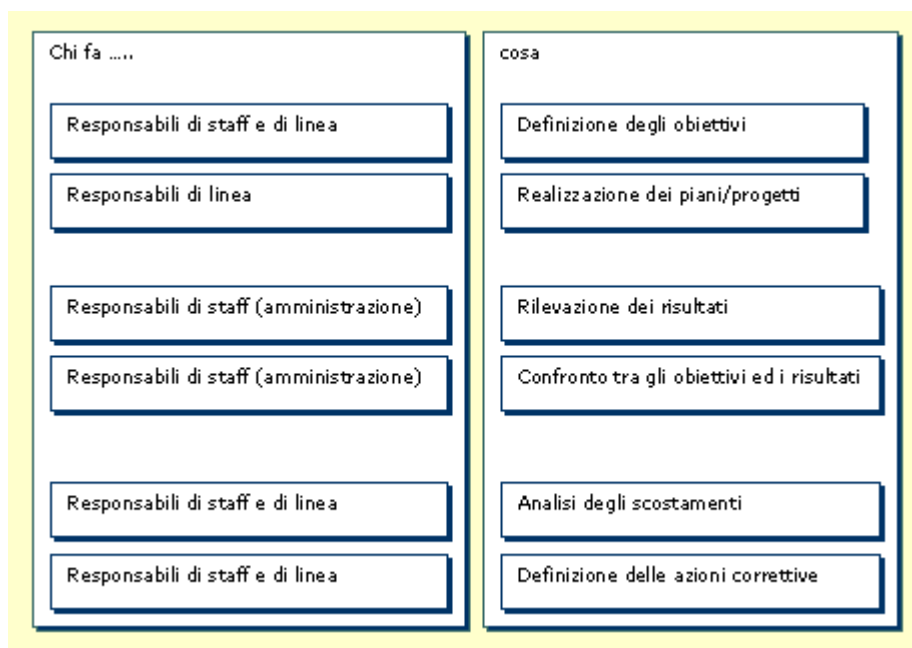 Chi fa .....
cosa
Responsabili di staff e di linea
Definizione degli obiettivi
Responsabili di linea
Realizzazione dei piani/progetti
Responsabili di staff (amministrazione)
Rilevazione dei risultati
Responsabili di staff (amministrazione)
Confronto tra gli obiettivi ed i risultati
Responsabili di staff e di linea
Analisi degli scostamenti
Responsabili di staff e di linea
Definizione delle azioni correttive